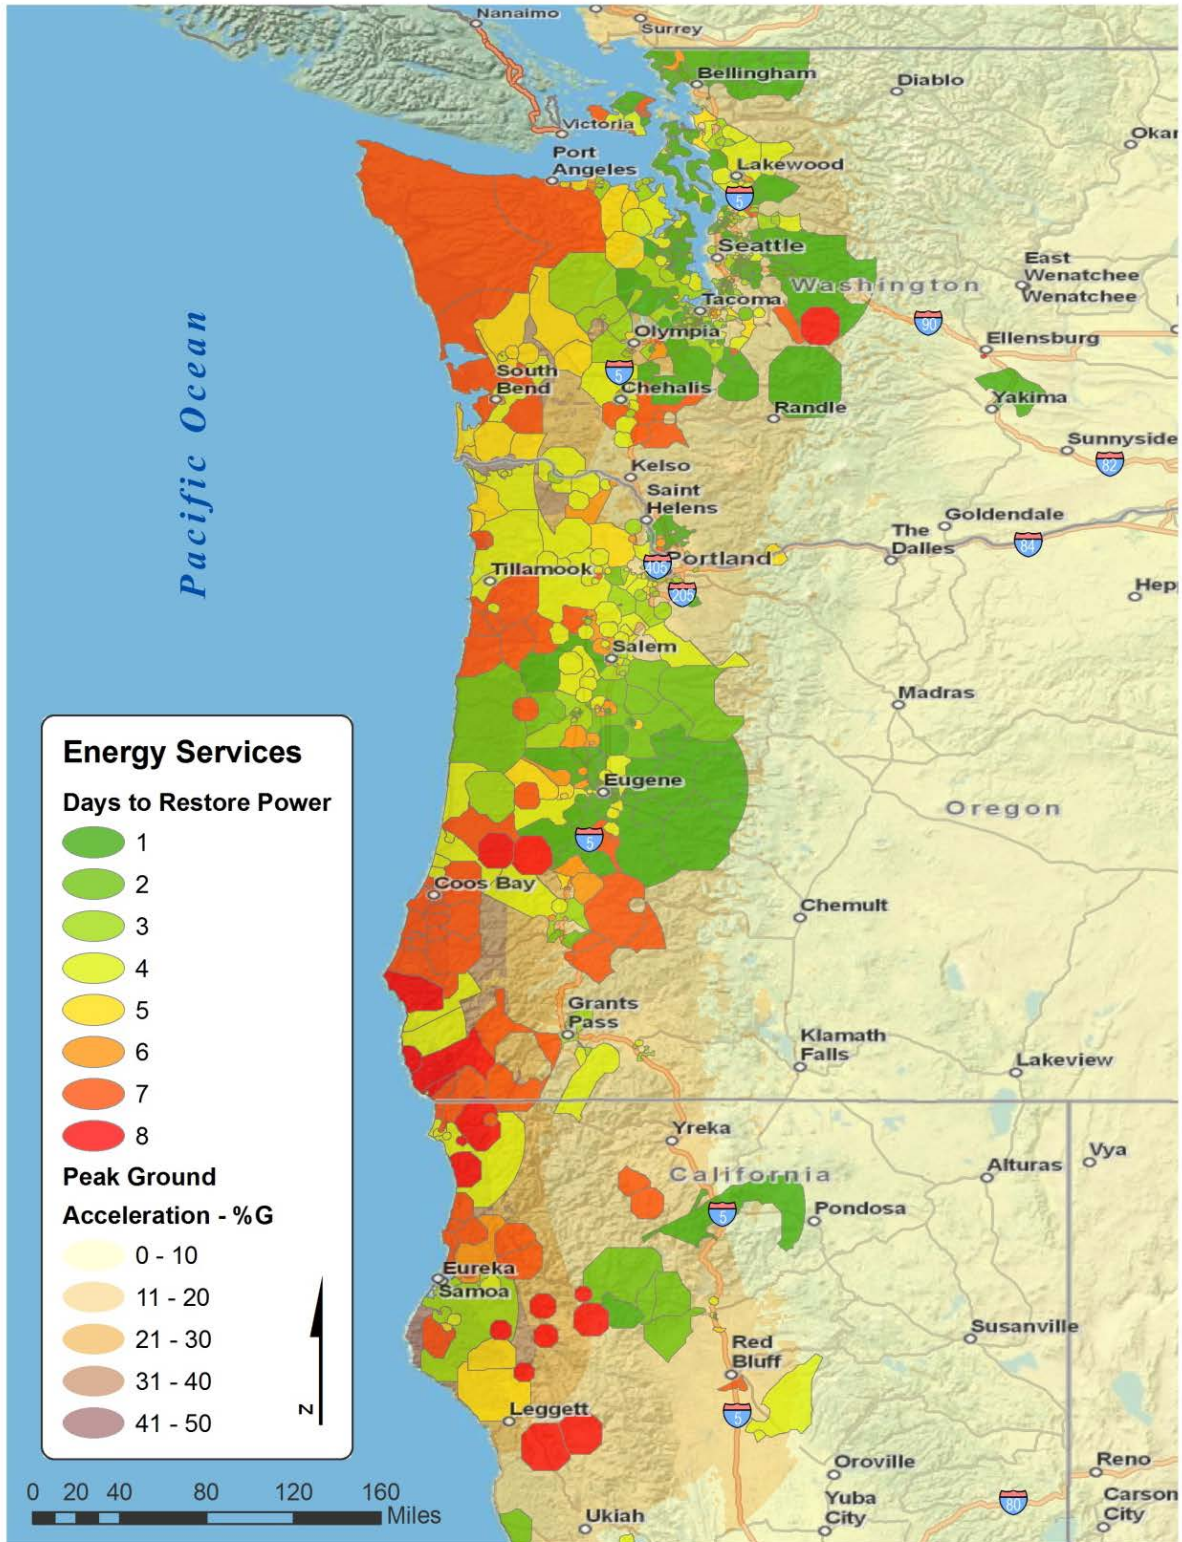 Nanaimo
Surrey
Bellingham
Diablo
Victoria
Port
Angeles
Lakewood
5
Seattle
East
Wenatchee
Wenatchee
Washington
Tacoma
90
Olympia
Ellensburg
South
Bend
5
Chehalis
Randle
Yakima
Sunnyside
82
Kelso
Saint
Helens
Goldendale
The
Dalles
84
Portland
405
205
Tillamook
Pacific Ocean
Salem
Madras
Eugene
Oregon
5
Coos Bay
Chemult
Grants
Pass
Klamath
Falls
Lakeview
Yreka
Vya
California
Alturas
5
Pondosa
Eureka
Samoa
Susanville
Red
Bluff
5
Leggett
Oroville
Reno
Yuba
City
80
Carson
City
Ukiah
Energy Services
Days to Restore Power
1
2
3
4
5
6
7
8
Peak Ground
Acceleration - %G
0 - 10
11 - 20
21 - 30
31 - 40
41 - 50
N
0 20 40 80 120 160
Miles